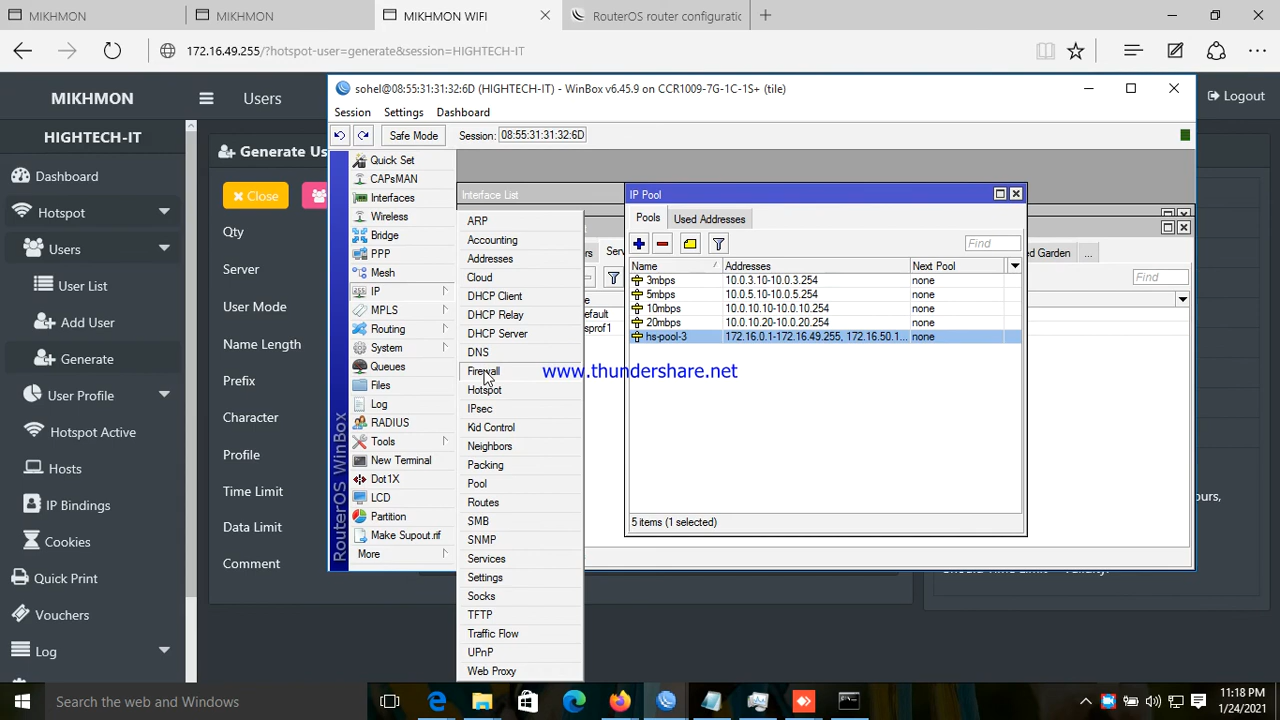 MIKHMON
MIKHMON
MIKHMON WIFI
RouterOS router configuratic
172.16.49.255/?hotspot-user=generate&session=HIGHTECH-IT
MIKHMON
Users
Logout
HIGHTECH-IT
Dashboard
Hotspot
Users
User List
Add User
Generate
User Profile
Hotspot Active
Hosts
IP Bindings
Cookies
Quick Print
Vouchers
Log
Generate Us
Close
Qty
Server
User Mode
Name Length
Prefix
Character
Profile
Time Limit
Data Limit
Comment
sohel@08:55:31:31:32:6D (HIGHTECH-IT) - WinBox v6.45.9 on CCR1009-7G-1C-1S+ (tile)
Session Settings Dashboard
Safe Mode Session: 08:55:31:31:32:6D
RouterOS WinBox
Quick Set
CAPsMAN
Interfaces
Wireless
Bridge
PPP
Mesh
IP
MPLS
Routing
System
Queues
Files
Log
RADIUS
Tools
New Terminal
Dot1X
LCD
Partition
Make Supout.rif
More
Interface List
ARP
Accounting
Addresses
Cloud
DHCP Client
DHCP Relay
DHCP Server
DNS
Firewall
Hotspot
IPsec
Kid Control
Neighbors
Packing
Pool
Routes
SMB
SNMP
Services
Settings
Socks
TFTP
Traffic Flow
UPnP
Web Proxy
IP Pool
Pools Used Addresses
Find
Name Addresses Next Pool
3mbps 10.0.3.10-10.0.3.254 none
5mbps 10.0.5.10-10.0.5.254 none
10mbps 10.0.10.10-10.0.10.254 none
20mbps 10.0.10.20-10.0.20.254 none
hs-pool-3 172.16.0.1-172.16.49.255, 172.16.50.1... none
5 items (1 selected)
www.thundershare.net
ed Garden ...
Find
efault
sprof1
ours,
Search the web and Windows
11:18 PM
1/24/2021